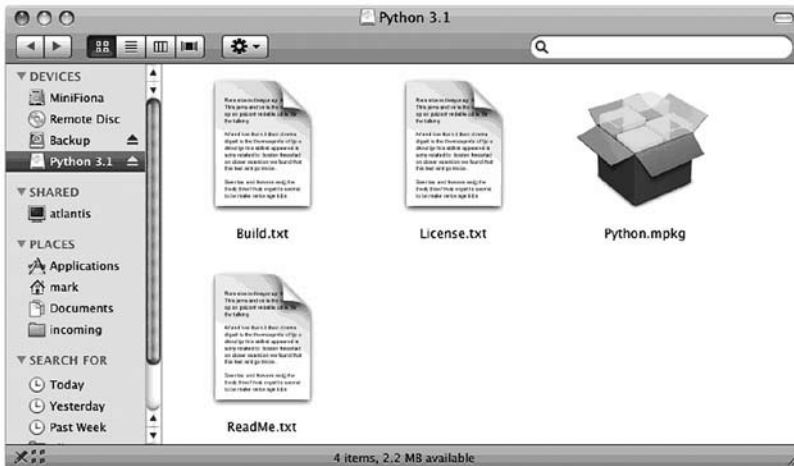 Python 3.1
DEVICES
MiniFiona
Remote Disc
Backup
Python 3.1
SHARED
atlantis
PLACES
Applications
mark
Documents
incoming
SEARCH FOR
Today
Yesterday
Past Week
Build.txt
License.txt
Python.mpkg
ReadMe.txt
4 items, 2.2 MB available